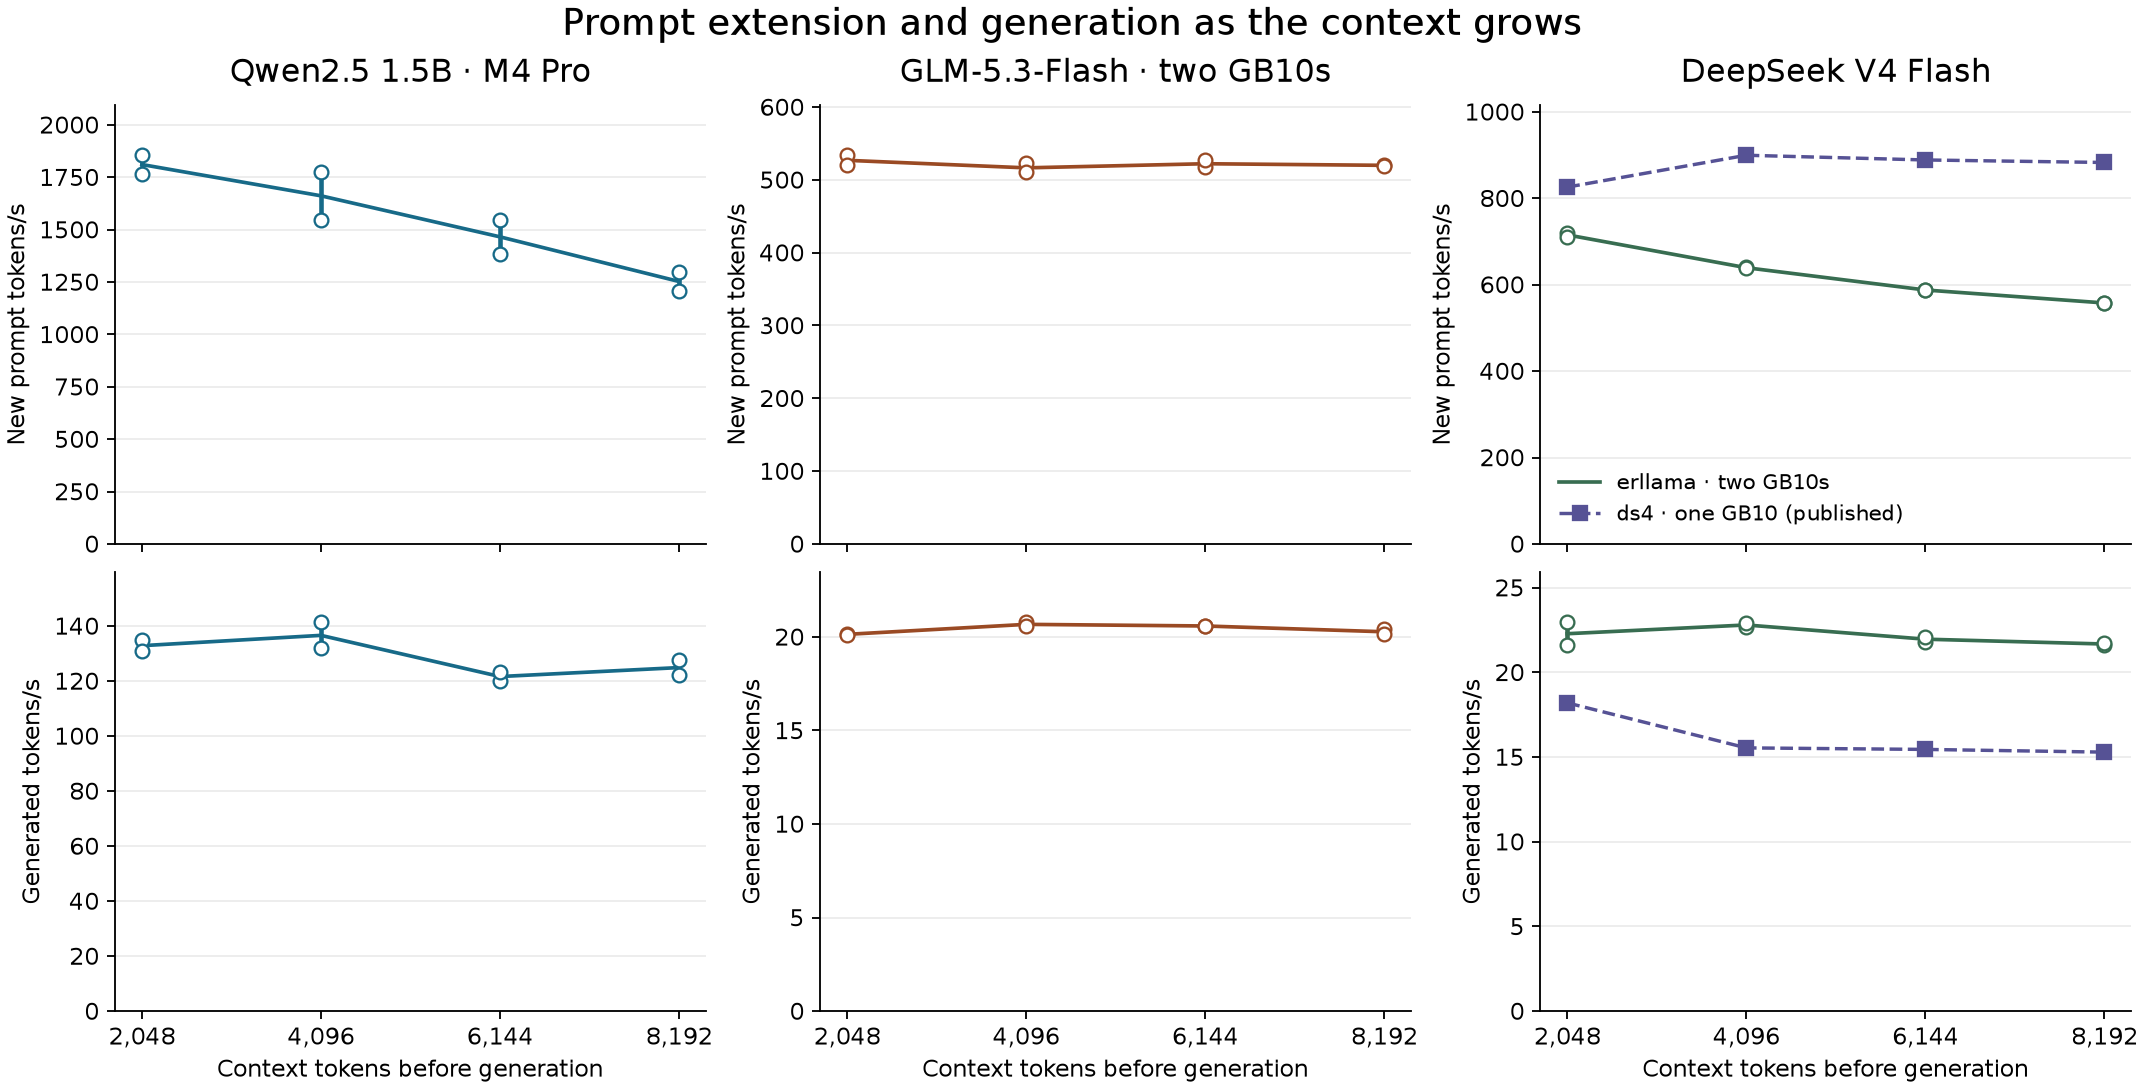 Prompt extension and generation as the context grows
Qwen2.5 1.5B · M4 Pro
New prompt tokens/s
2000
1750
1500
1250
1000
750
500
250
0
GLM-5.3-Flash · two GB10s
New prompt tokens/s
600
500
400
300
200
100
0
DeepSeek V4 Flash
New prompt tokens/s
1000
800
600
400
200
0
erllama · two GB10s
ds4 · one GB10 (published)
Generated tokens/s
140
120
100
80
60
40
20
0
2,048 4,096 6,144 8,192
Context tokens before generation
Generated tokens/s
20
15
10
5
0
2,048 4,096 6,144 8,192
Context tokens before generation
Generated tokens/s
25
20
15
10
5
0
2,048 4,096 6,144 8,192
Context tokens before generation